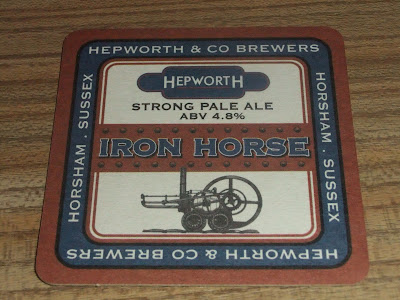 HEPWORTH & CO BREWERS
HEPWORTH
STRONG PALE ALE
ABV 4.8%
IRON HORSE
HORSHAM . SUSSEX
HORSHAM . SUSSEX
HEPWORTH & CO BREWERS